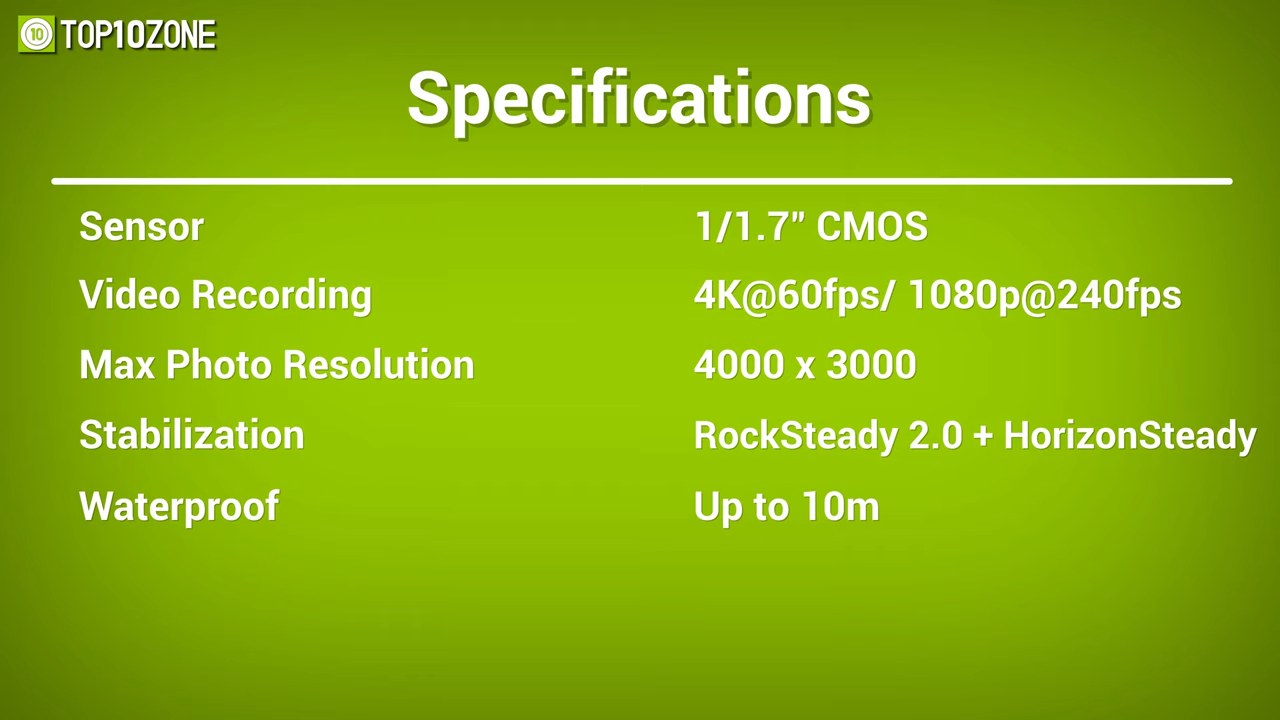 10 TOP10ZONE
Specifications
Sensor 1/1.7" CMOS
Video Recording 4K@60fps/ 1080p@240fps
Max Photo Resolution 4000 x 3000
Stabilization RockSteady 2.0 + HorizonSteady
Waterproof Up to 10m